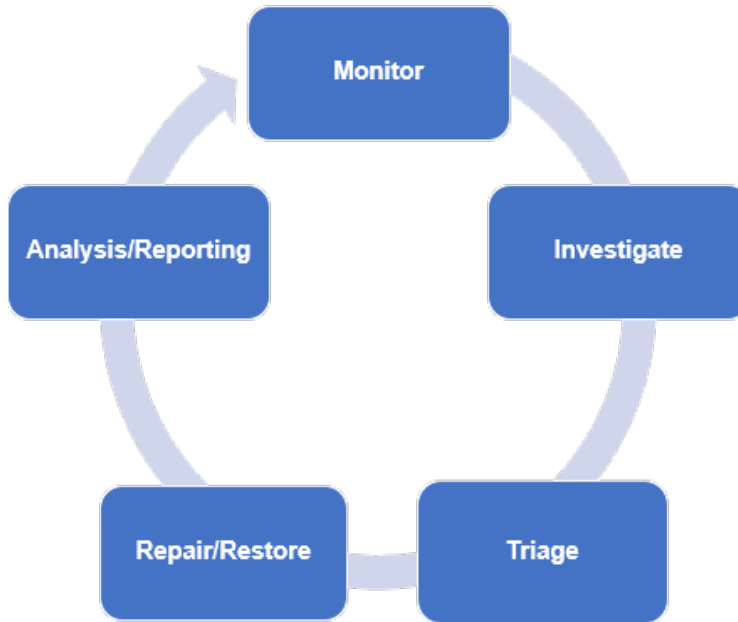 Monitor
Investigate
Triage
Repair/Restore
Analysis/Reporting